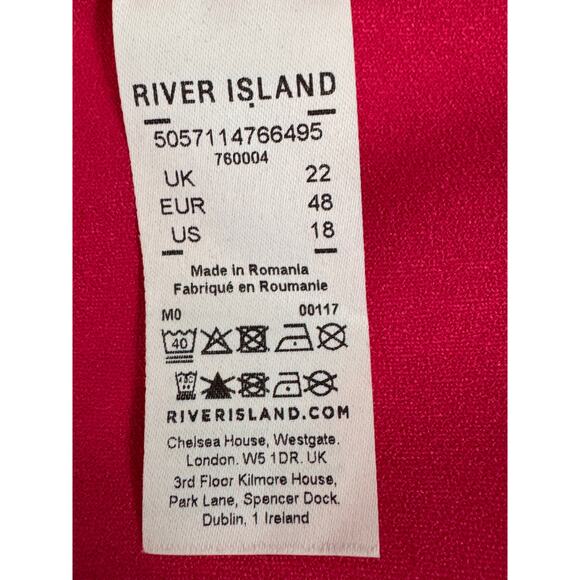 RIVER ISLAND
5057114766495
760004
UK 22
EUR 48
US 18
Made in Romania
Fabriqué en Roumanie
M0 00117
40
RIVERISLAND.COM
Chelsea House, Westgate.
London. W5 1DR. UK
3rd Floor Kilmore House,
Park Lane, Spencer Dock.
Dublin, 1 Ireland